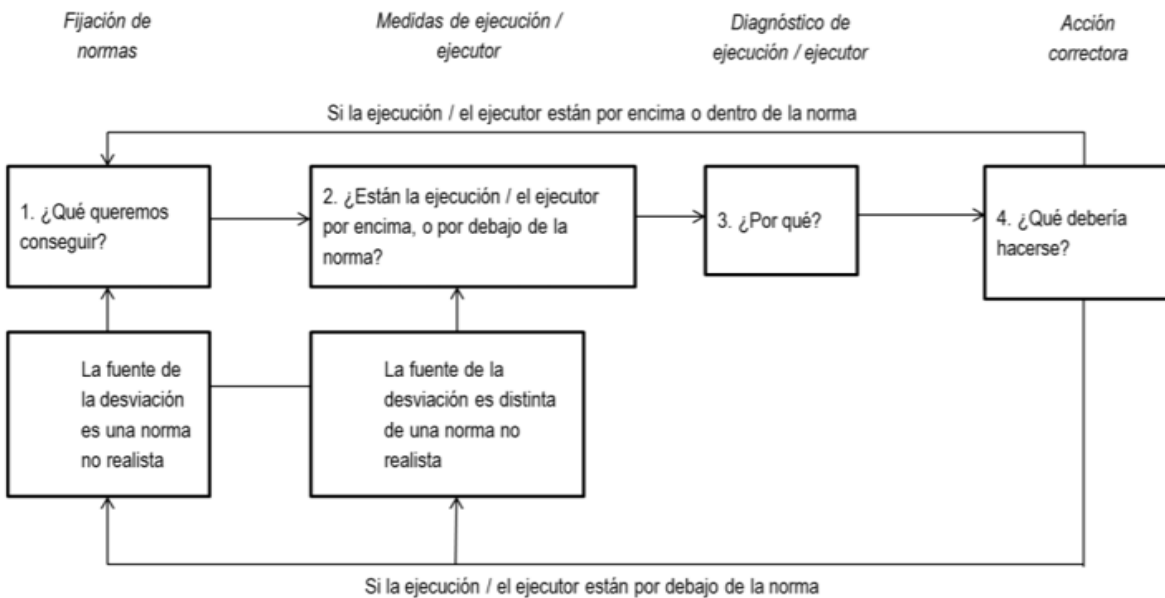 Fijación de
normas
Medidas de ejecución /
ejecutor
Diagnóstico de
ejecución / ejecutor
Acción
correctora
Si la ejecución / el ejecutor están por encima o dentro de la norma
1. ¿Qué queremos
conseguir?
2. ¿Están la ejecución / el ejecutor
por encima, o por debajo de la
norma?
3. ¿Por qué?
4. ¿Qué debería
hacerse?
La fuente de
la desviación
es una norma
no realista
La fuente de la
desviación es distinta
de una norma no
realista
Si la ejecución / el ejecutor están por debajo de la norma